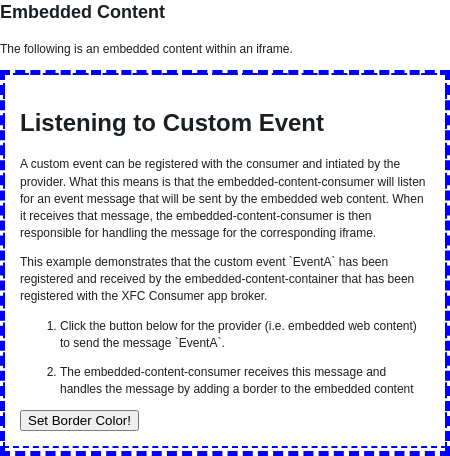 Embedded Content
The following is an embedded content within an iframe.
Listening to Custom Event
A custom event can be registered with the consumer and intiated by the
provider. What this means is that the embedded-content-consumer will listen
for an event message that will be sent by the embedded web content. When
it receives that message, the embedded-content-consumer is then
responsible for handling the message for the corresponding iframe.
This example demonstrates that the custom event `EventA` has been
registered and received by the embedded-content-container that has been
registered with the XFC Consumer app broker.
1. Click the button below for the provider (i.e. embedded web content)
to send the message `EventA`.
2. The embedded-content-consumer receives this message and
handles the message by adding a border to the embedded content
Set Border Color!